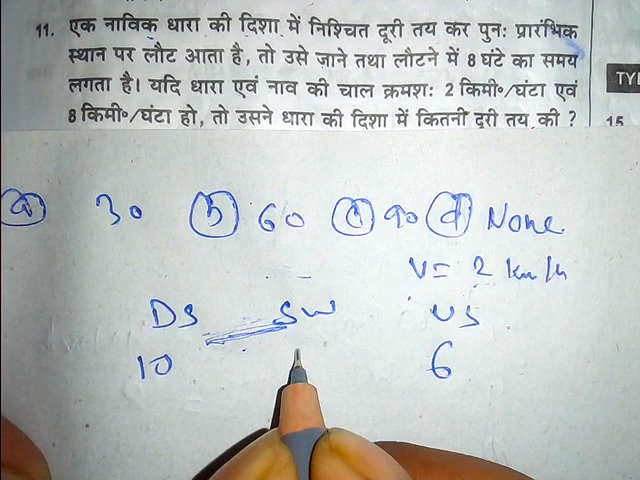 11. एक नाविक धारा की दिशा में निश्चित दूरी तय कर पुनः प्रारंभिक
स्थान पर लौट आता है, तो उसे जाने तथा लौटने में 8 घंटे का समय
लगता है। यदि धारा एवं नाव की चाल क्रमशः 2 किमी०/घंटा एवं
8 किमी०/घंटा हो, तो उसने धारा की दिशा में कितनी दूरी तय की ?
TYP
15
30 60 90 None
V= 2 km/h
DS SW US
10 6